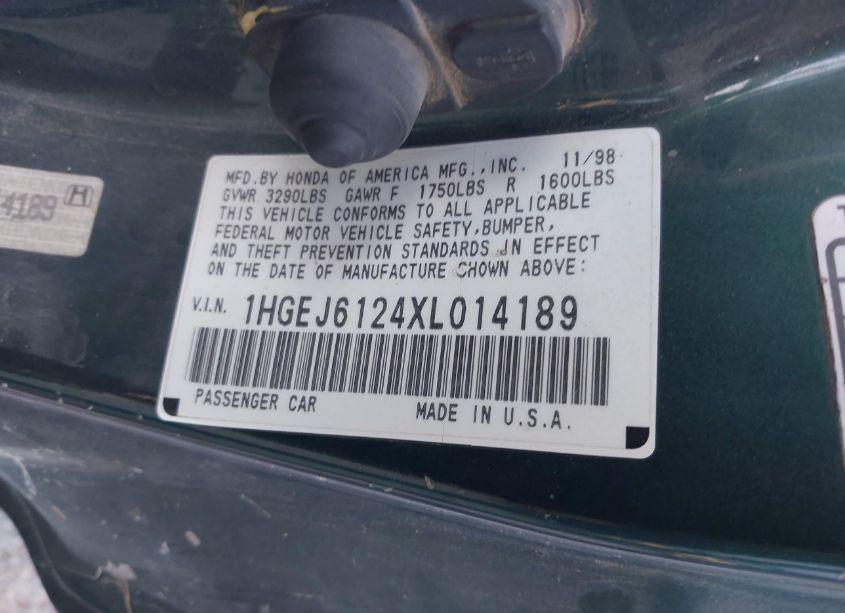 MFD.BY HONDA OF AMERICA MFG.,INC. 11/98
GVWR 3290LBS GAWR F 1750LBS R 1600LBS
THIS VEHICLE CONFORMS TO ALL APPLICABLE
FEDERAL MOTOR VEHICLE SAFETY,BUMPER,
AND THEFT PREVENTION STANDARDS IN EFFECT
ON THE DATE OF MANUFACTURE SHOWN ABOVE:
V.I.N. 1HGEJ6124XL014189
PASSENGER CAR MADE IN U.S.A.
4189